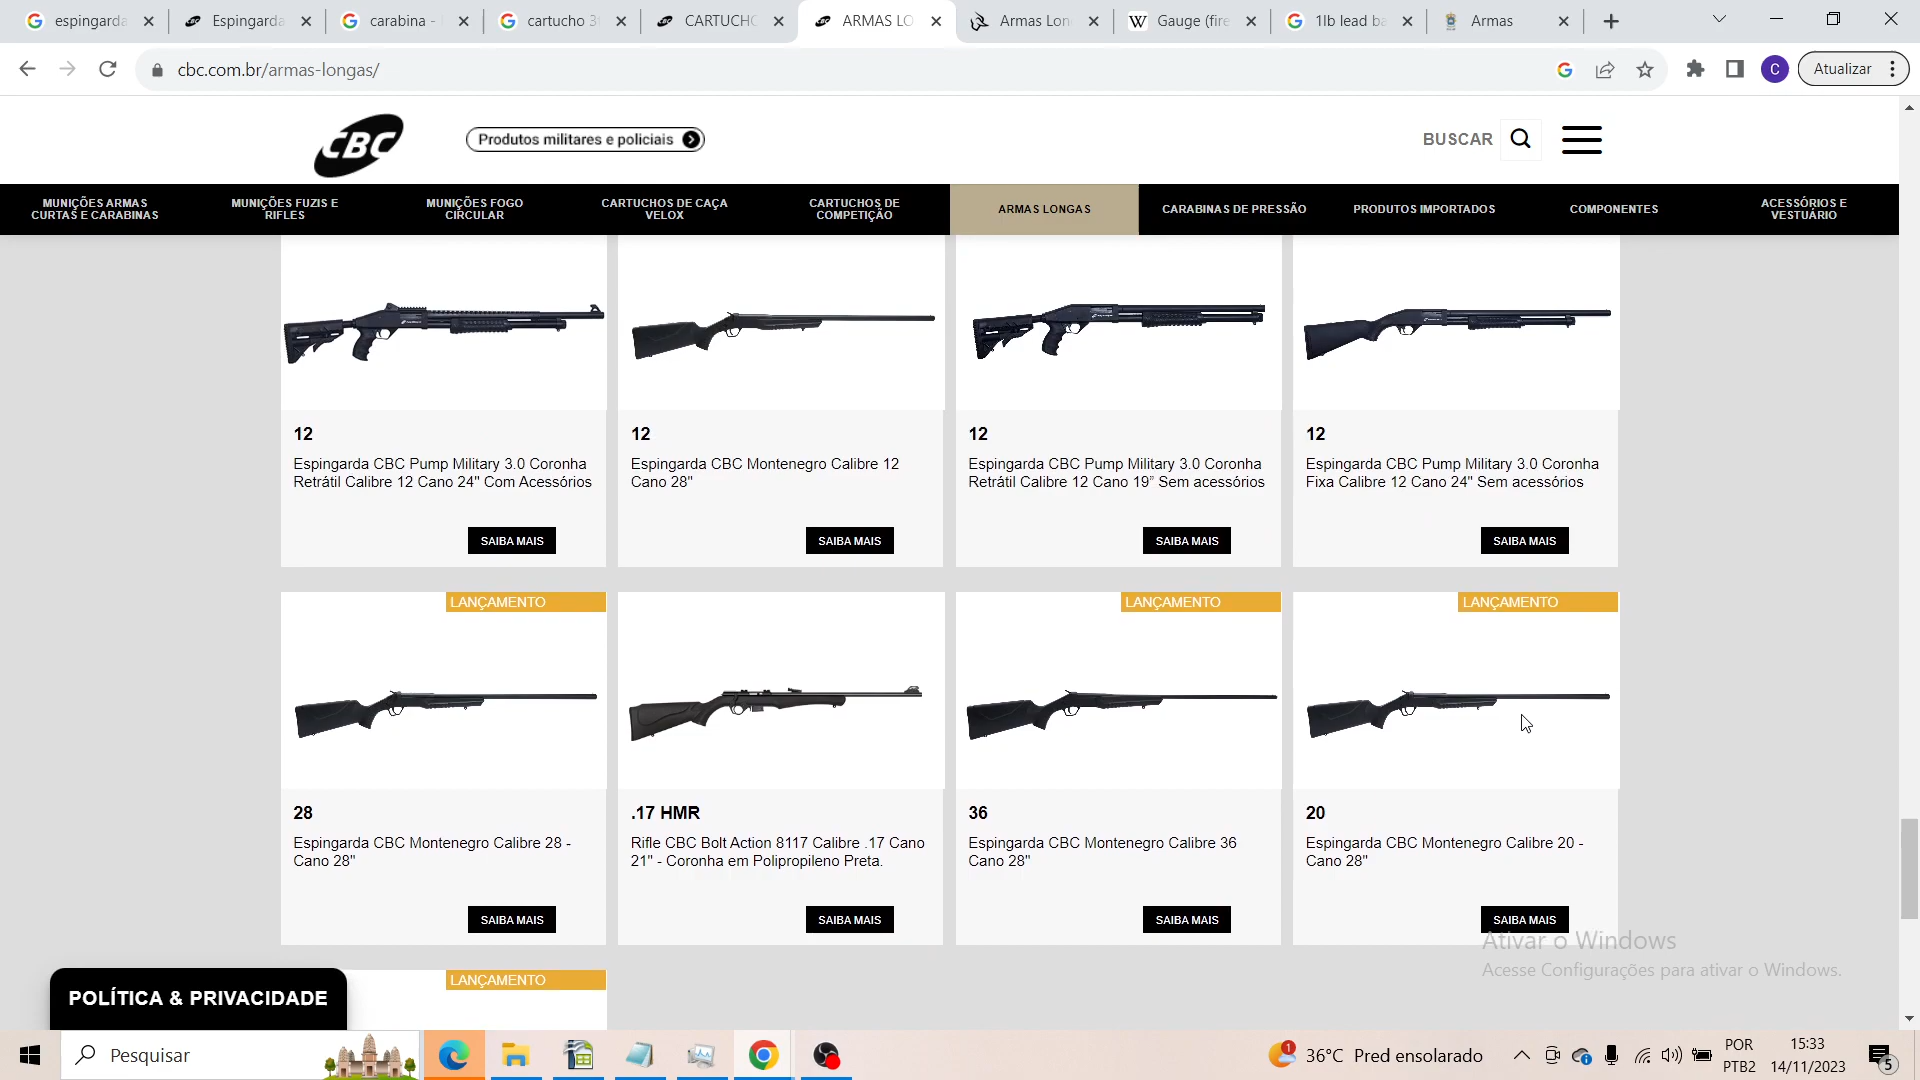 espingarda
Espingarda
carabina -
cartucho 3
CARTUCHO
ARMAS LO
Armas Lon
Gauge (fire
1lb lead ba
Armas
cbc.com.br/armas-longas/
C
Atualizar
CBC
Produtos militares e policiais
BUSCAR
MUNIÇÕES ARMAS
CURTAS E CARABINAS
MUNIÇÕES FUZIS E
RIFLES
MUNIÇÕES FOGO
CIRCULAR
CARTUCHOS DE CAÇA
VELOX
CARTUCHOS DE
COMPETIÇÃO
ARMAS LONGAS
CARABINAS DE PRESSÃO
PRODUTOS IMPORTADOS
COMPONENTES
ACESSÓRIOS E
VESTUÁRIO
12
Espingarda CBC Pump Military 3.0 Coronha
Retrátil Calibre 12 Cano 24" Com Acessórios
SAIBA MAIS
12
Espingarda CBC Montenegro Calibre 12
Cano 28"
SAIBA MAIS
12
Espingarda CBC Pump Military 3.0 Coronha
Retrátil Calibre 12 Cano 19” Sem acessórios
SAIBA MAIS
12
Espingarda CBC Pump Military 3.0 Coronha
Fixa Calibre 12 Cano 24" Sem acessórios
SAIBA MAIS
LANÇAMENTO
28
Espingarda CBC Montenegro Calibre 28 -
Cano 28"
SAIBA MAIS
.17 HMR
Rifle CBC Bolt Action 8117 Calibre .17 Cano
21" - Coronha em Polipropileno Preta.
SAIBA MAIS
LANÇAMENTO
36
Espingarda CBC Montenegro Calibre 36
Cano 28"
SAIBA MAIS
LANÇAMENTO
20
Espingarda CBC Montenegro Calibre 20 -
Cano 28"
SAIBA MAIS
Ativar o Windows
Acesse Configurações para ativar o Windows.
LANÇAMENTO
POLÍTICA & PRIVACIDADE
Pesquisar
1
36°C Pred ensolarado
POR
PTB2
15:33
14/11/2023
5